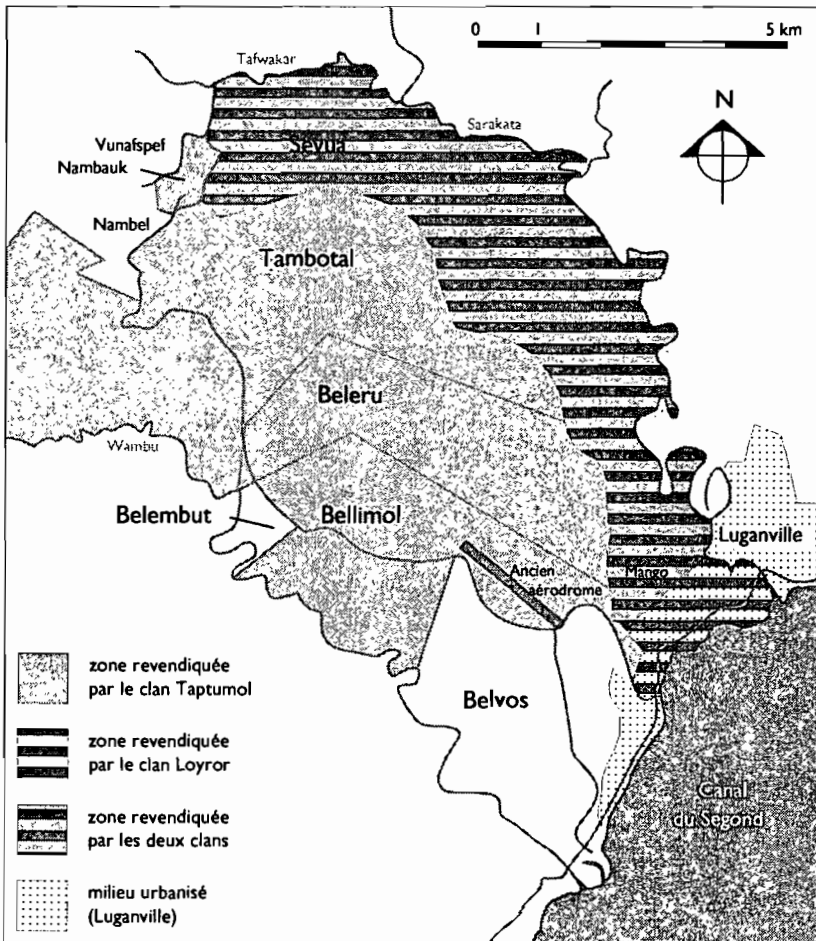 0 1 5 km
N
Tafwakar
Sarakata
Vunafspef
Sevua
Nambauk
Nambel
Tambotal
Beleru
Wambu
Belembut
Bellimol
Luganville
Ancien
aérodrome
Mango
Belvos
Canal
du Segond
zone revendiquée
par le clan Taptumol
zone revendiquée
par le clan Loyror
zone revendiquée
par les deux clans
milieu urbanisé
(Luganville)